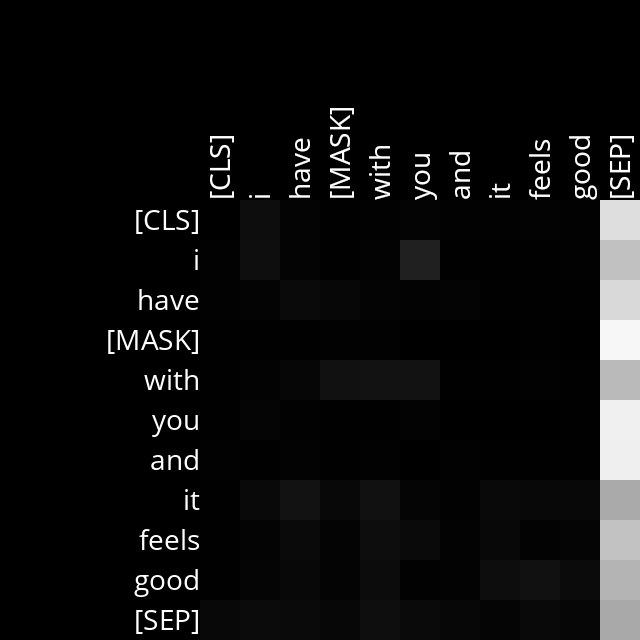 [CLS] i have [MASK] with you and it feels good [SEP]
[CLS]
i
have
[MASK]
with
you
and
it
feels
good
[SEP]